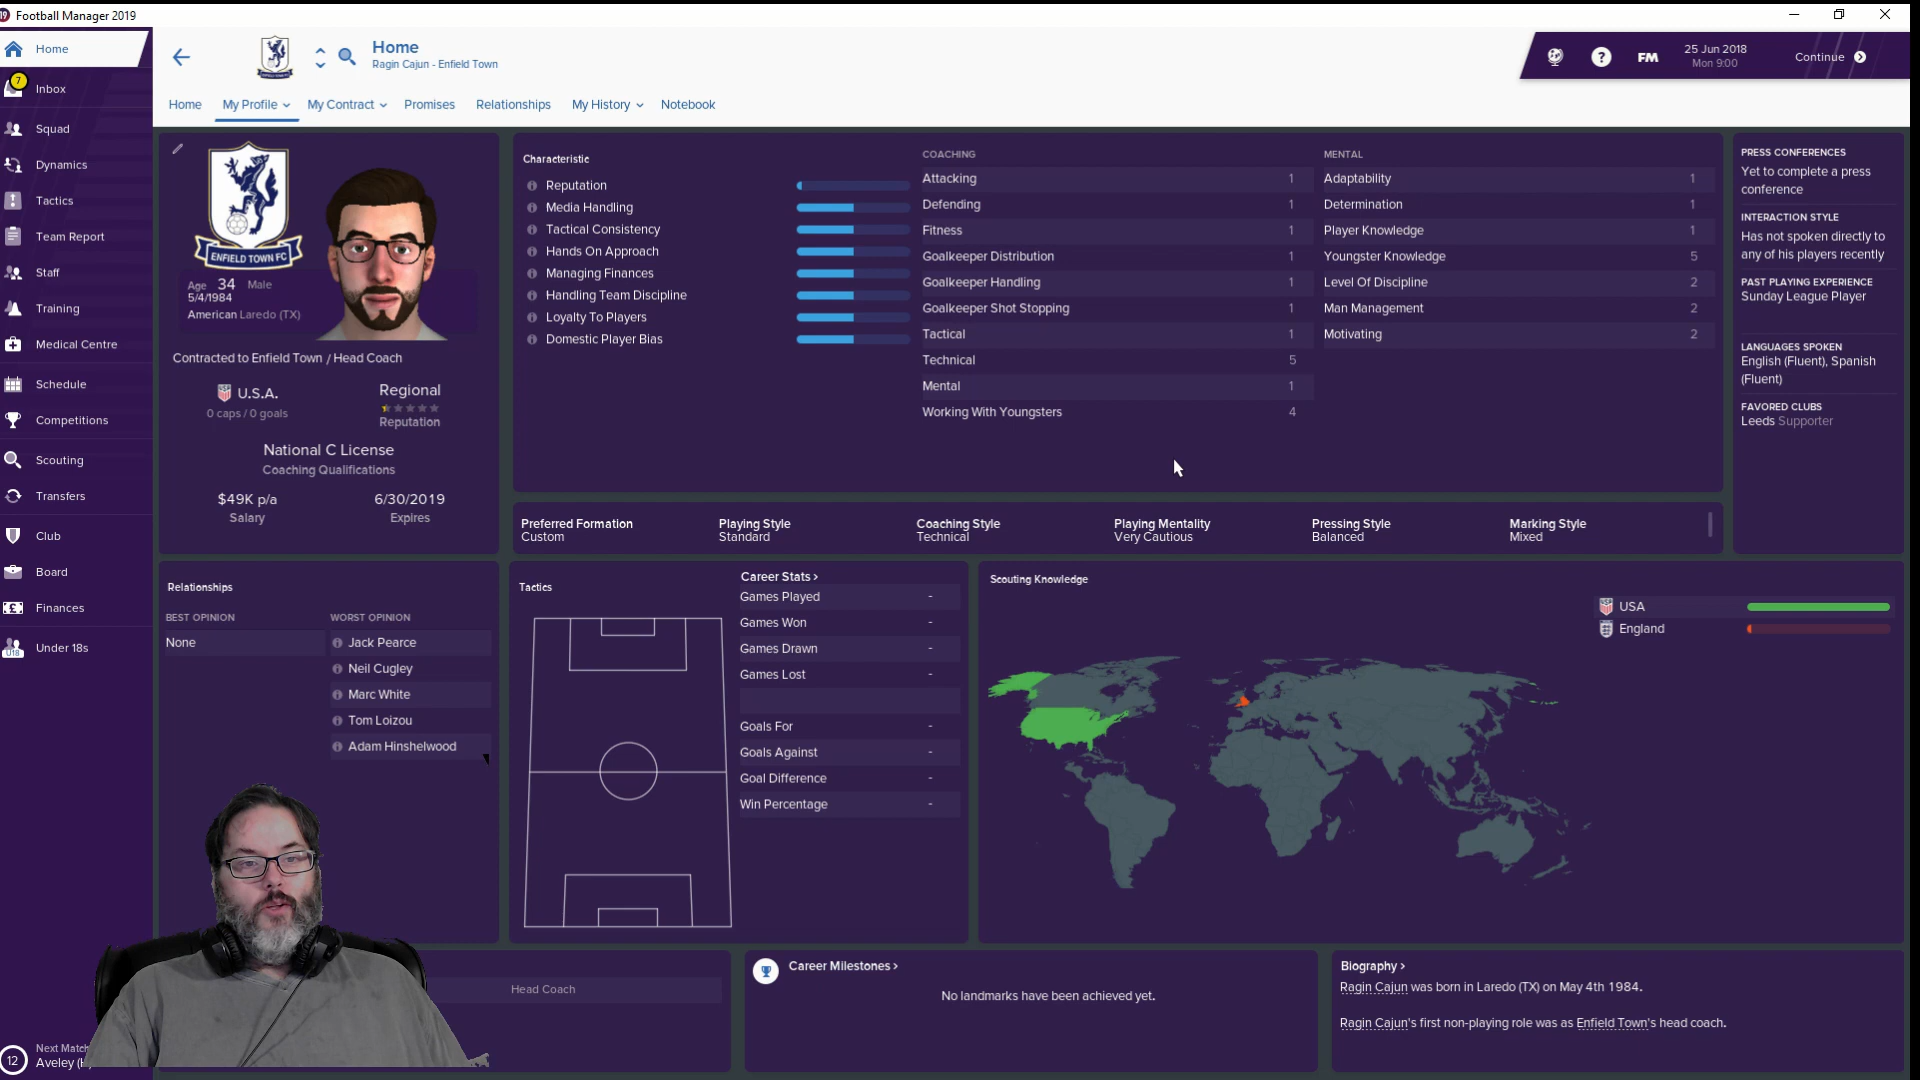 Football Manager 2019
Home
7
Inbox
Squad
Dynamics
Tactics
Team Report
Staff
Training
Medical Centre
Schedule
Competitions
Scouting
Transfers
Club
Board
Finances
U18
Under 18s
12
Next Match
Aveley (H)
Home
Ragin Cajun - Enfield Town
?
FM
25 Jun 2018
Mon 9:00
Continue
Home
My Profile
My Contract
Promises
Relationships
My History
Notebook
ENFIELD TOWN FC
Age 34 Male
5/4/1984
American Laredo (TX)
Contracted to Enfield Town / Head Coach
U.S.A.
0 caps / 0 goals
Regional
Reputation
National C License
Coaching Qualifications
$49K p/a
Salary
6/30/2019
Expires
Characteristic
Reputation
Media Handling
Tactical Consistency
Hands On Approach
Managing Finances
Handling Team Discipline
Loyalty To Players
Domestic Player Bias
COACHING
Attacking 1
Defending 1
Fitness 1
Goalkeeper Distribution 1
Goalkeeper Handling 1
Goalkeeper Shot Stopping 1
Tactical 1
Technical 5
Mental 1
Working With Youngsters 4
MENTAL
Adaptability 1
Determination 1
Player Knowledge 1
Youngster Knowledge 5
Level Of Discipline 2
Man Management 2
Motivating 2
PRESS CONFERENCES
Yet to complete a press
conference
INTERACTION STYLE
Has not spoken directly to
any of his players recently
PAST PLAYING EXPERIENCE
Sunday League Player
LANGUAGES SPOKEN
English (Fluent), Spanish
(Fluent)
FAVORED CLUBS
Leeds Supporter
Preferred Formation
Custom
Playing Style
Standard
Coaching Style
Technical
Playing Mentality
Very Cautious
Pressing Style
Balanced
Marking Style
Mixed
Relationships
BEST OPINION
None
WORST OPINION
Jack Pearce
Neil Cugley
Marc White
Tom Loizou
Adam Hinshelwood
Tactics
Career Stats >
Games Played -
Games Won -
Games Drawn -
Games Lost -
Goals For -
Goals Against -
Goal Difference -
Win Percentage -
Scouting Knowledge
USA
England
Head Coach
Career Milestones >
No landmarks have been achieved yet.
Biography >
Ragin Cajun was born in Laredo (TX) on May 4th 1984.
Ragin Cajun's first non-playing role was as Enfield Town's head coach.